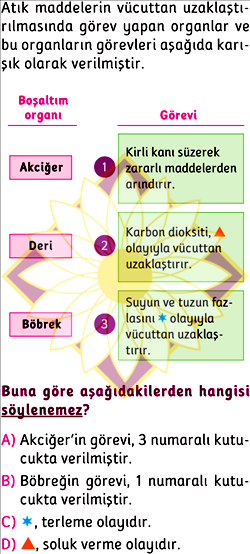 Atık maddelerin vücuttan uzaklaştı-
rılmasında görev yapan organlar ve
bu organların görevleri aşağıda karı-
şık olarak verilmiştir.
Boşaltım
organı
Görevi
Akciğer
1
Kirli kanı süzerek
zararlı maddelerden
arındırır.
Deri
2
Karbon dioksiti, ▲
olayıyla vücuttan
uzaklaştırır.
Böbrek
3
Suyun ve tuzun faz-
lasını ★ olayıyla
vücuttan uzaklaş-
tırır.
Buna göre aşağıdakilerden hangisi
söylenemez?
A) Akciğer'in görevi, 3 numaralı kutu-
cukta verilmiştir.
B) Böbreğin görevi, 1 numaralı kutu-
cukta verilmiştir.
C) ★, terleme olayıdır.
D) ▲, soluk verme olayıdır.